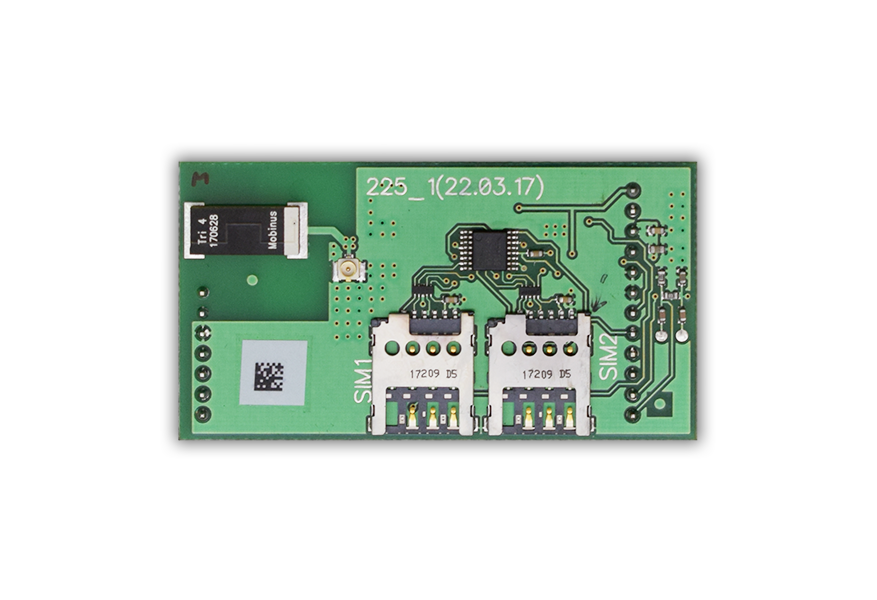 M
225_1(22.03.17)
Tri 4
170628
Mobinus
SIM1
17209 D5
17209 D5
SIM2